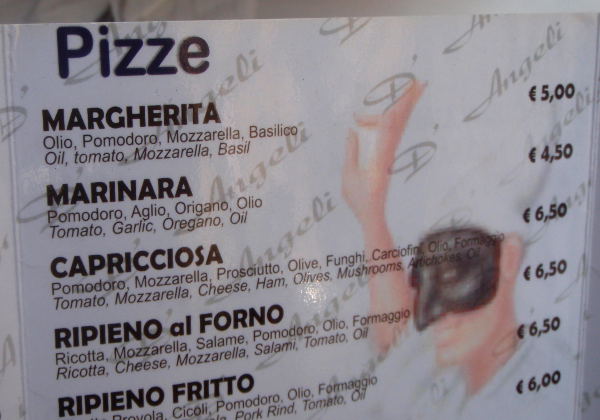 Pizze
MARGHERITA € 5,00
Olio, Pomodoro, Mozzarella, Basilico
Oil, tomato, Mozzarella, Basil
€ 4,50
MARINARA
Pomodoro, Aglio, Origano, Olio
Tomato, Garlic, Oregano, Oil
€ 6,50
CAPRICCIOSA
Pomodoro, Mozzarella, Prosciutto, Olive, Funghi, Carciofini, Olio, Formaggio
Tomato, Mozzarella, Cheese, Ham, Olives, Mushrooms, Artichokes, Oil
€ 6,50
RIPIENO al FORNO
Ricotta, Mozzarella, Salame, Pomodoro, Olio, Formaggio
Ricotta, Cheese, Mozzarella, Salami, Tomato, Oil
€ 6,50
RIPIENO FRITTO
Provola, Cicoli, Pomodoro, Olio, Formaggio
Pork Rind, Tomato, Oil
€ 6,00
D'Angeli